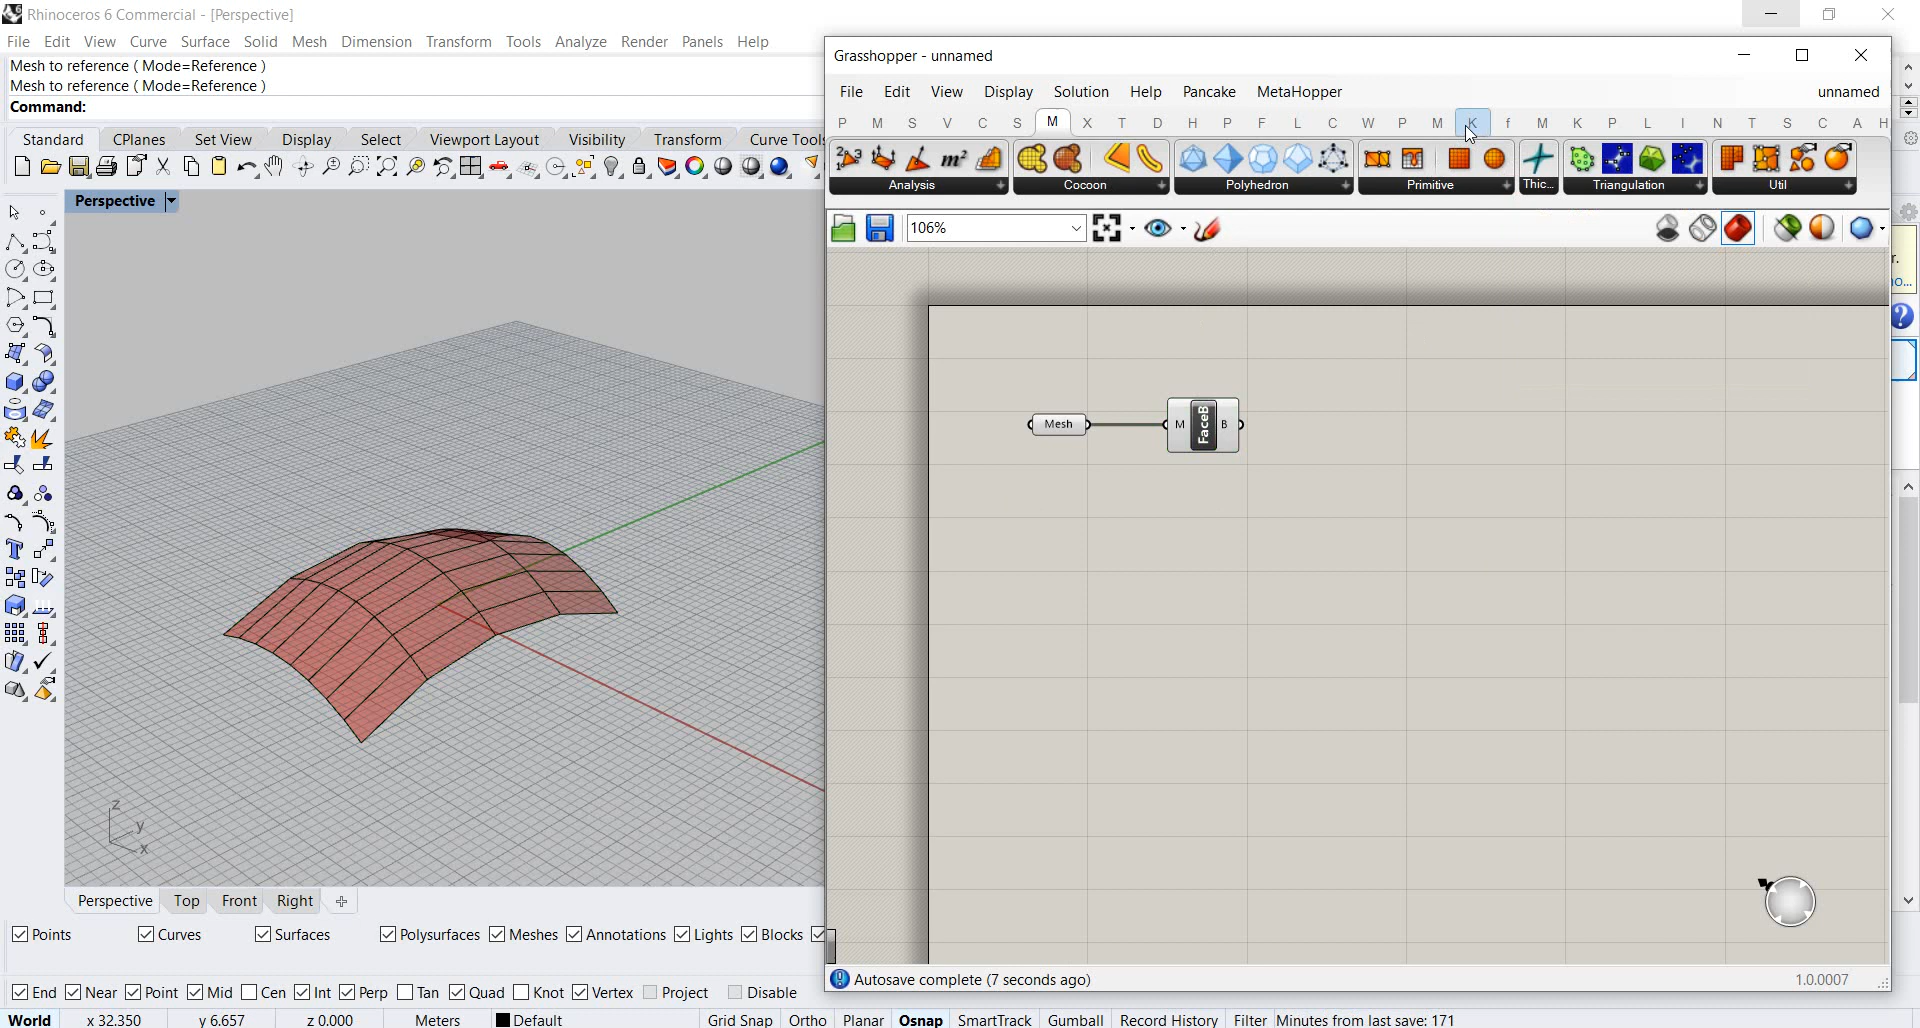 Rhinoceros 6 Commercial - [Perspective]
File Edit View Curve Surface Solid Mesh Dimension Transform Tools Analyze Render Panels Help
Mesh to reference ( Mode=Reference )
Mesh to reference ( Mode=Reference )
Command:
Standard CPlanes Set View Display Select Viewport Layout Visibility Transform Curve Tools
Perspective
z
y
x
Perspective Top Front Right
Points Curves Surfaces Polysurfaces Meshes Annotations Lights Blocks
End Near Point Mid Cen Int Perp Tan Quad Knot Vertex Project Disable
World x 32.350 y 6.657 z 0.000 Meters Default Grid Snap Ortho Planar Osnap SmartTrack Gumball Record History Filter Minutes from last save: 171
Grasshopper - unnamed
File Edit View Display Solution Help Pancake MetaHopper unnamed
P M S V C S M X T D H P F L C W P M K f M K P L I N T S C A H
Analysis Cocoon Polyhedron Primitive Thic... Triangulation Util
106%
Mesh M FaceB B
Autosave complete (7 seconds ago) 1.0.0007
r.
o...